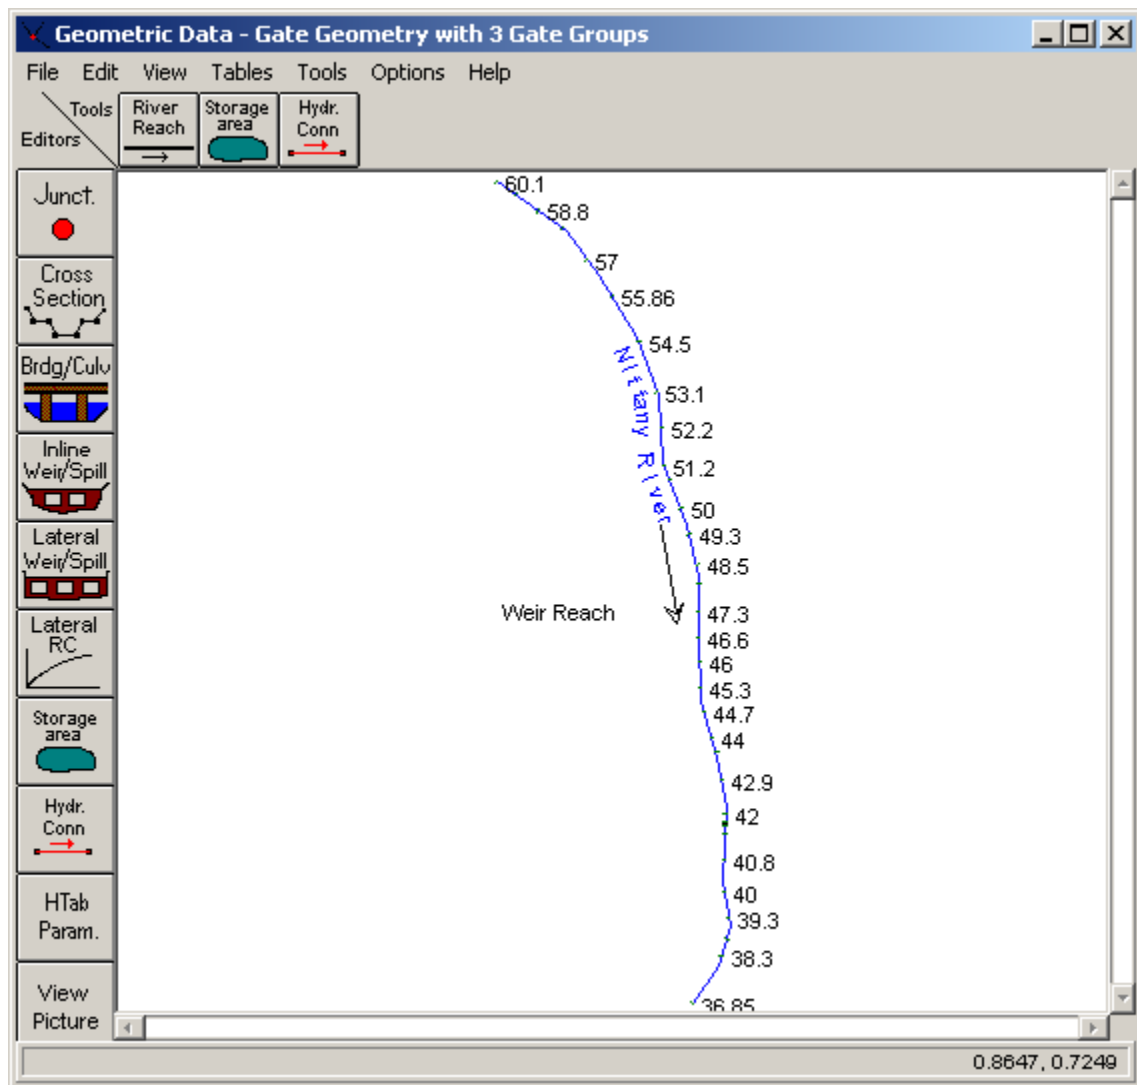 Geometric Data - Gate Geometry with 3 Gate Groups
File Edit View Tables Tools Options Help
Tools
Editors
River
Reach
Storage
area
Hydr.
Conn
Junct.
Cross
Section
Brdg/Culv
Inline
Weir/Spill
Lateral
Weir/Spill
Lateral
RC
Storage
area
Hydr.
Conn
HTab
Param.
View
Picture
60.1
58.8
57
55.86
54.5
53.1
52.2
51.2
50
49.3
48.5
47.3
46.6
46
45.3
44.7
44
42.9
42
40.8
40
39.3
38.3
36.85
Nittany River
Weir Reach
0.8647, 0.7249